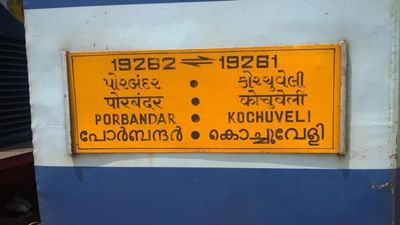 19262 ⇌ 19261
પોરબંદર • કોચ્ચુવેલી
पोरबंदर • कोचुवेली
PORBANDAR • KOCHUVELI
പോർബന്ദർ • കൊച്ചുവേളി